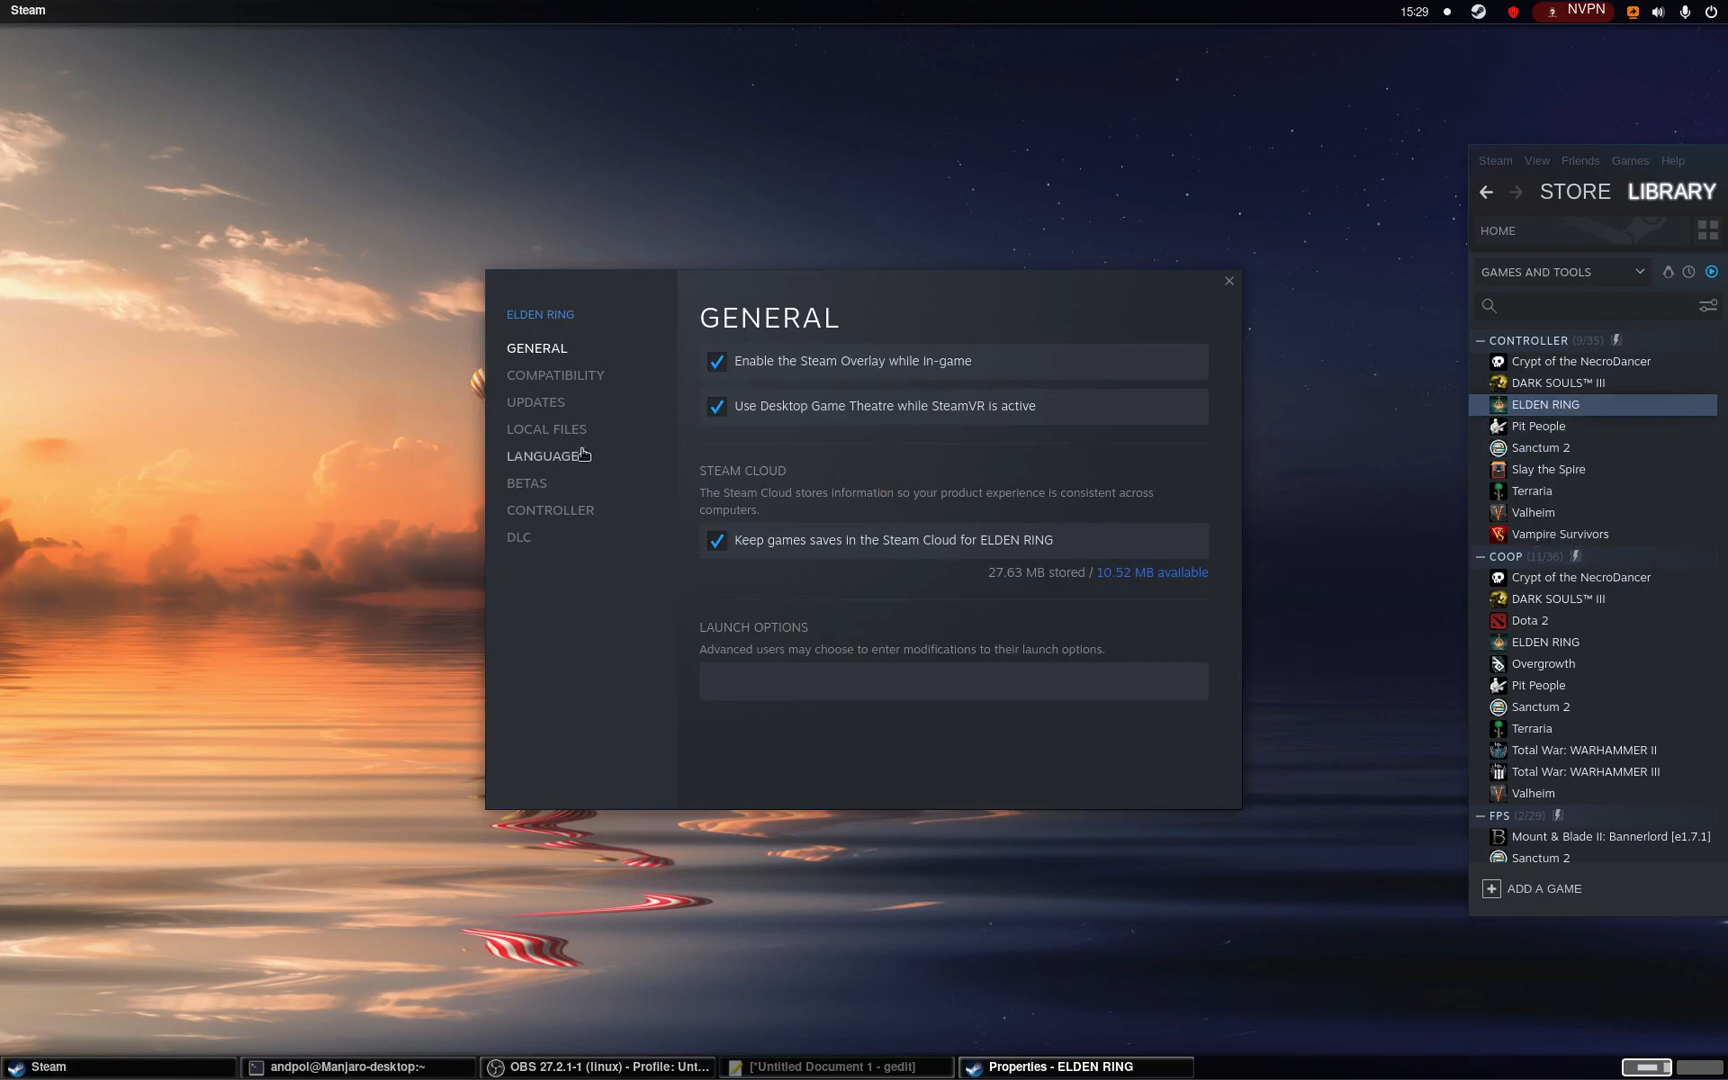 Steam
15:29
NVPN
ELDEN RING
GENERAL
COMPATIBILITY
UPDATES
LOCAL FILES
LANGUAGE
BETAS
CONTROLLER
DLC
GENERAL
Enable the Steam Overlay while in-game
Use Desktop Game Theatre while SteamVR is active
STEAM CLOUD
The Steam Cloud stores information so your product experience is consistent across
computers.
Keep games saves in the Steam Cloud for ELDEN RING
27.63 MB stored / 10.52 MB available
LAUNCH OPTIONS
Advanced users may choose to enter modifications to their launch options.
Steam View Friends Games Help
STORE LIBRARY
HOME
GAMES AND TOOLS
CONTROLLER (9/35)
Crypt of the NecroDancer
DARK SOULS™ III
ELDEN RING
Pit People
Sanctum 2
Slay the Spire
Terraria
Valheim
Vampire Survivors
COOP (11/36)
Crypt of the NecroDancer
DARK SOULS™ III
Dota 2
ELDEN RING
Overgrowth
Pit People
Sanctum 2
Terraria
Total War: WARHAMMER II
Total War: WARHAMMER III
Valheim
FPS (2/29)
Mount & Blade II: Bannerlord [e1.7.1]
Sanctum 2
ADD A GAME
Steam
andpol@Manjaro-desktop:~
OBS 27.2.1-1 (linux) - Profile: Unt...
[*Untitled Document 1 - gedit]
Properties - ELDEN RING